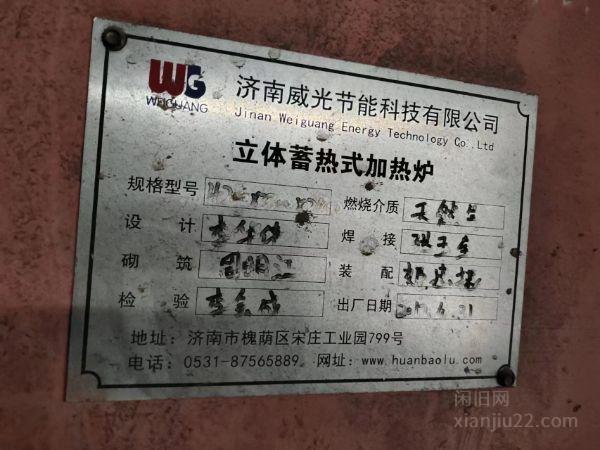 WG
WEIGUANG
济南威光节能科技有限公司
Jinan Weiguang Energy Technology Co.,Ltd
立体蓄热式加热炉
规格型号 燃烧介质 天然气
设计 焊接
砌筑 装配
检验 出厂日期
地址：济南市槐荫区宋庄工业园799号
电话：0531-87565889 网址：www.huanbaolu.com
闲旧网
xianjiu22.com